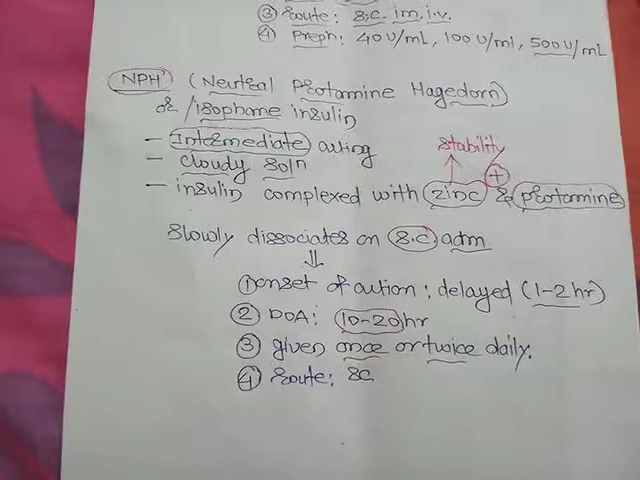 ③ Route: S.C. im, i.v.
④ Prepn: 40 U/mL, 100 U/ml, 500 U/mL
NPH (Neutral Protamine Hagedorn)
or /isophane insulin
- Intermediate acting
- cloudy soln
stability
- insulin complexed with zinc & protamine
+
slowly dissociates on S.C adm
⇓
① onset of action: delayed (1-2 hr)
② DOA: 10-20 hr
③ given once or twice daily.
④ Route: SC